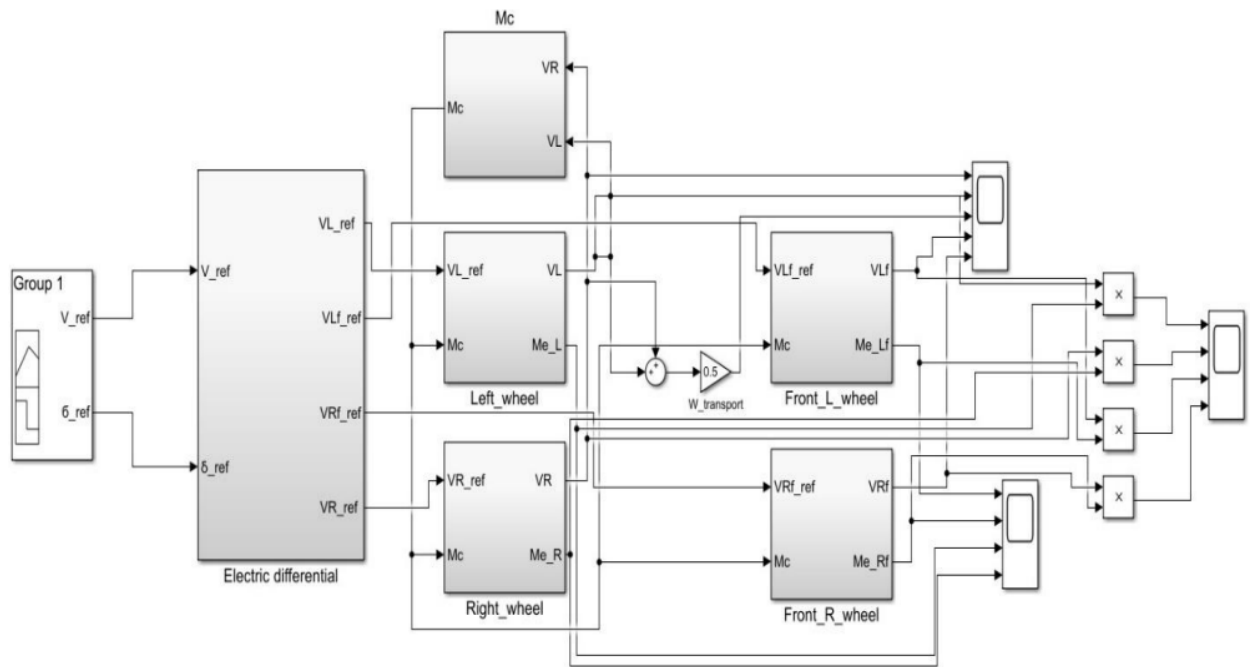 Mc
VR
Mc
VL
Group 1
V_ref
б_ref
V_ref
δ_ref
VL_ref
VLf_ref
VRf_ref
VR_ref
Electric differential
VL_ref
VL
Mc
Me_L
Left_wheel
VR_ref
VR
Mc
Me_R
Right_wheel
+
+
0.5
W_transport
VLf_ref
VLf
Mc
Me_Lf
Front_L_wheel
VRf_ref
VRf
Mc
Me_Rf
Front_R_wheel
×
×
×
×